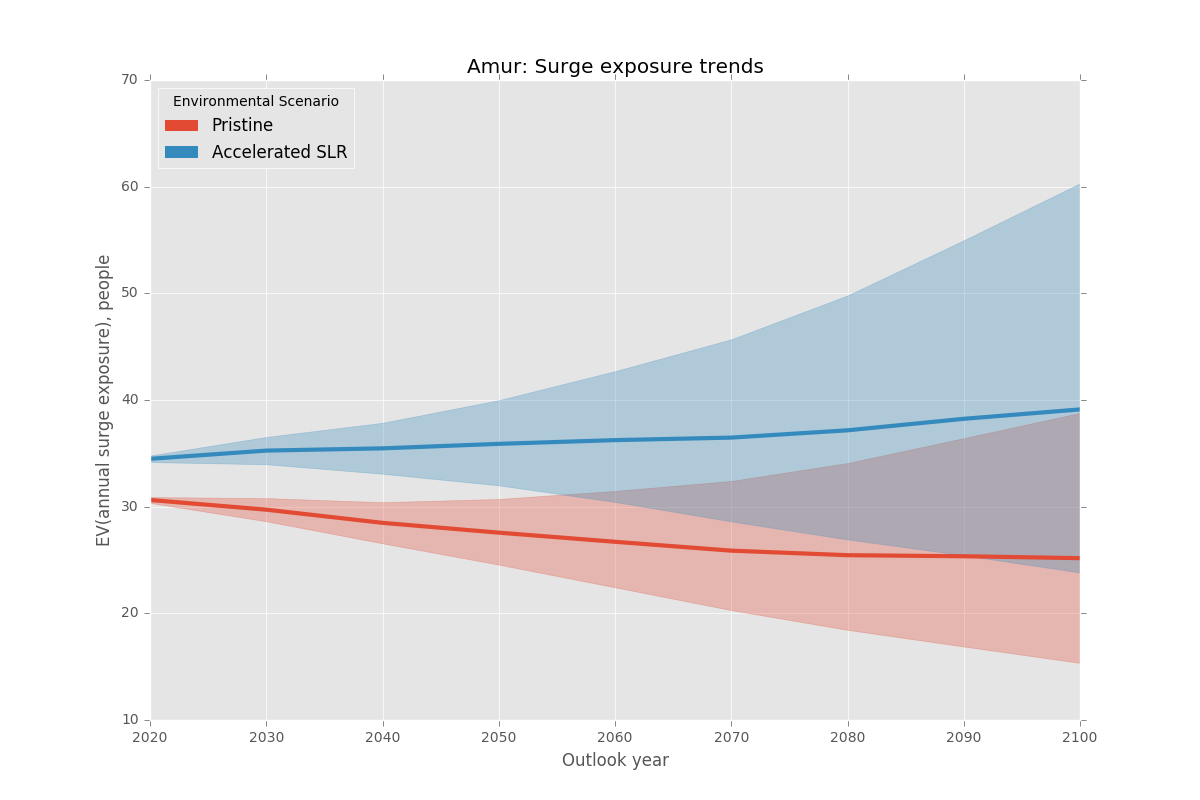 Amur: Surge exposure trends
Environmental Scenario
Pristine
Accelerated SLR
EV(annual surge exposure), people
70
60
50
40
30
20
10
2020 2030 2040 2050 2060 2070 2080 2090 2100
Outlook year